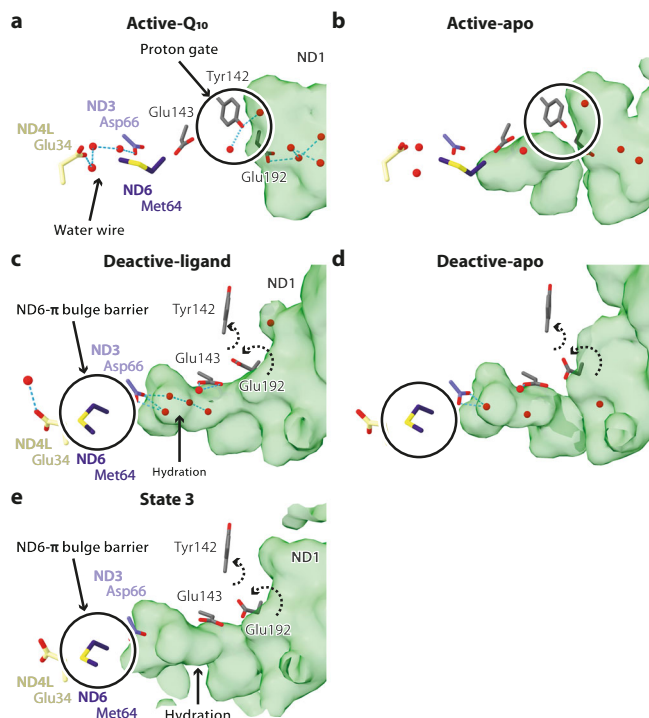 a
Active-Q₁₀
Proton gate
Tyr142
ND1
ND3
Asp66
Glu143
ND4L
Glu34
ND6
Met64
Glu192
Water wire
b
Active-apo
c
Deactive-ligand
ND1
ND6-π bulge barrier
Tyr142
ND3
Asp66
Glu143
Glu192
ND4L
Glu34
ND6
Met64
Hydration
d
Deactive-apo
e
State 3
ND6-π bulge barrier
Tyr142
ND1
ND3
Asp66
Glu143
Glu192
ND4L
Glu34
ND6
Met64
Hydration